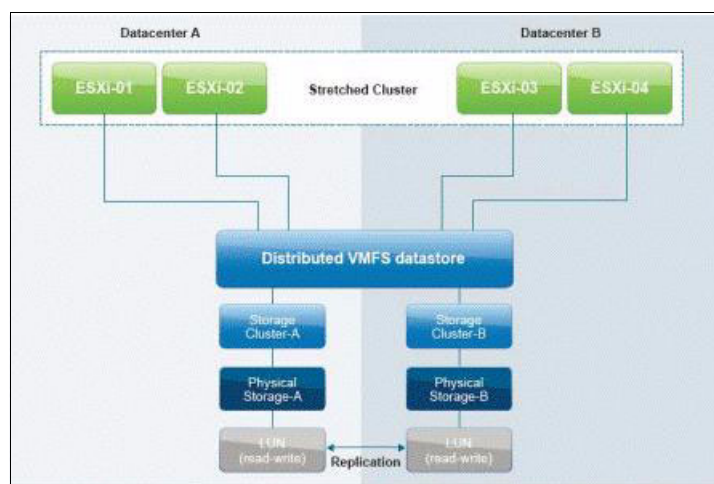 Datacenter A
Datacenter B
ESXi-01
ESXi-02
Stretched Cluster
ESXi-03
ESXi-04
Distributed VMFS datastore
Storage
Cluster-A
Storage
Cluster-B
Physical
Storage-A
Physical
Storage-B
LUN
(read-write)
Replication
LUN
(read-write)